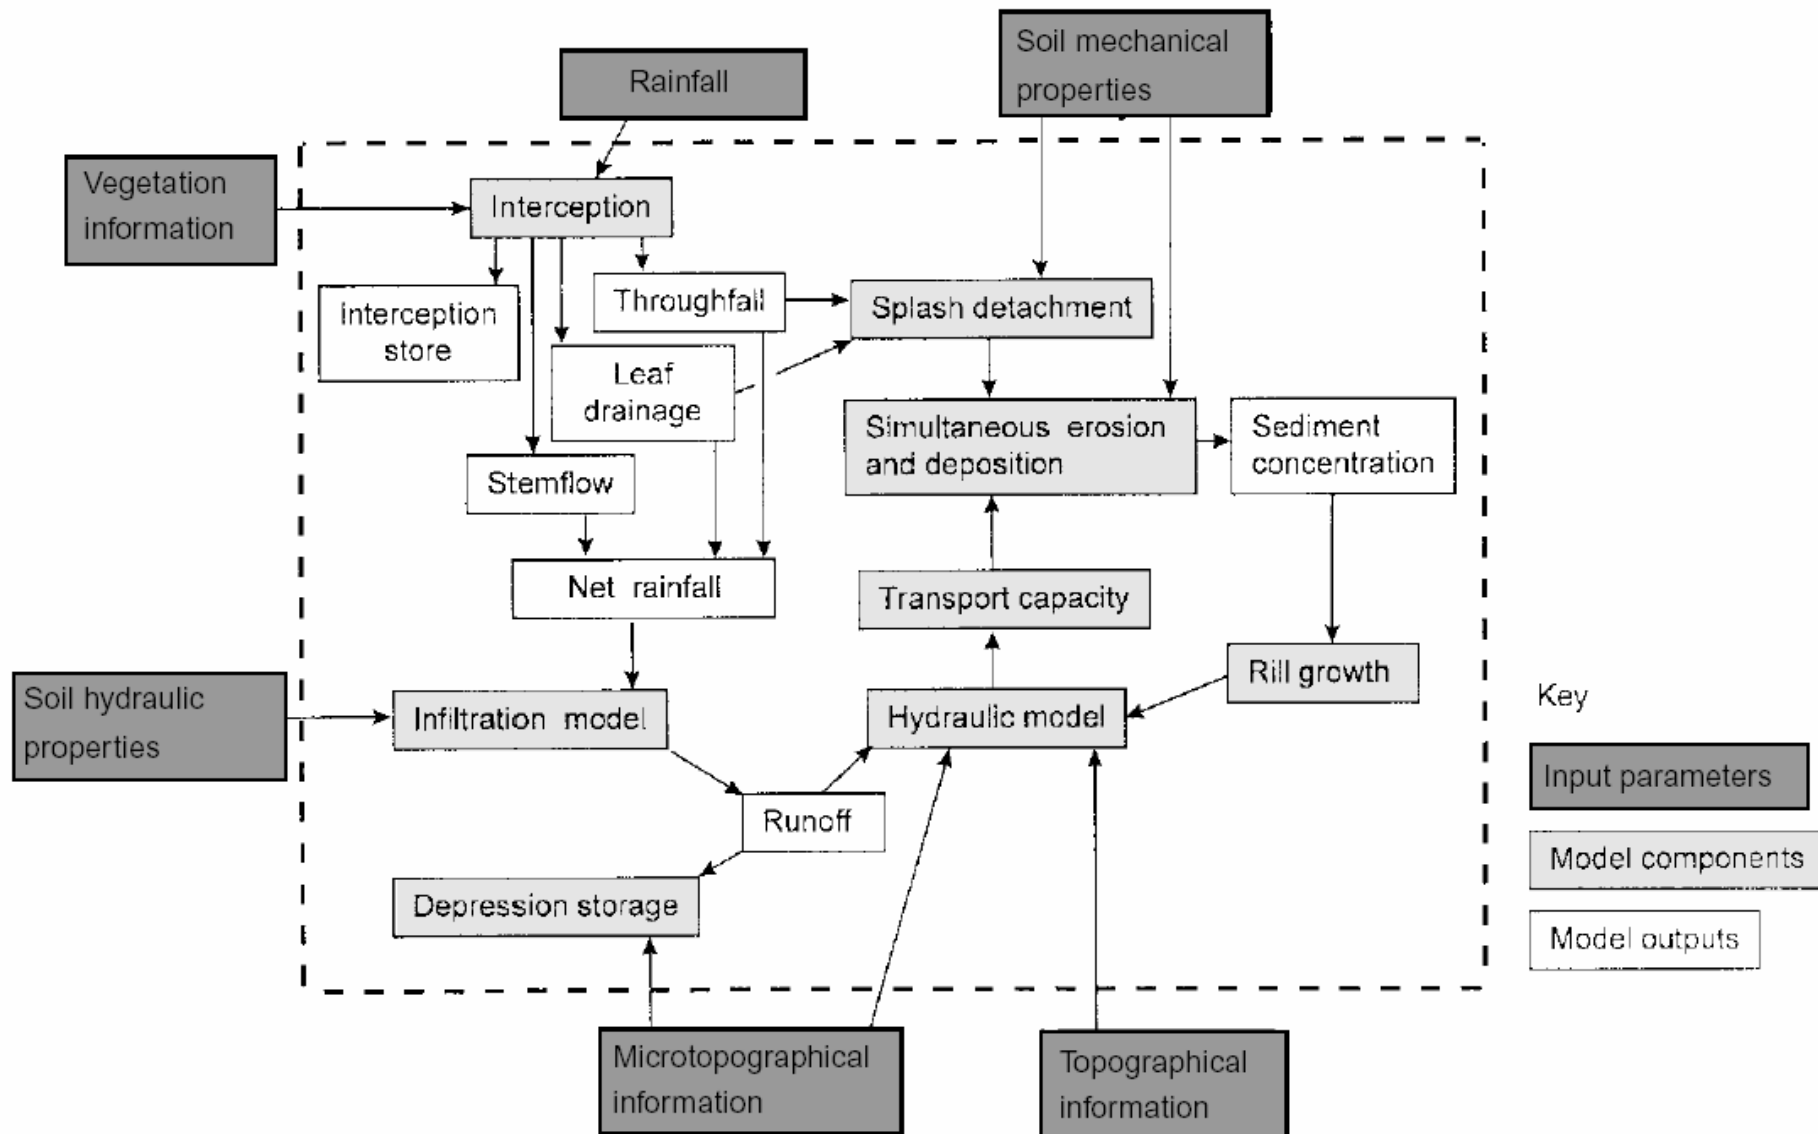 Soil mechanical
properties
Rainfall
Vegetation
information
Interception
Interception
store
Throughfall
Splash detachment
Leaf
drainage
Simultaneous erosion
and deposition
Sediment
concentration
Stemflow
Net rainfall
Transport capacity
Rill growth
Soil hydraulic
properties
Infiltration model
Hydraulic model
Runoff
Depression storage
Microtopographical
information
Topographical
information
Key
Input parameters
Model components
Model outputs